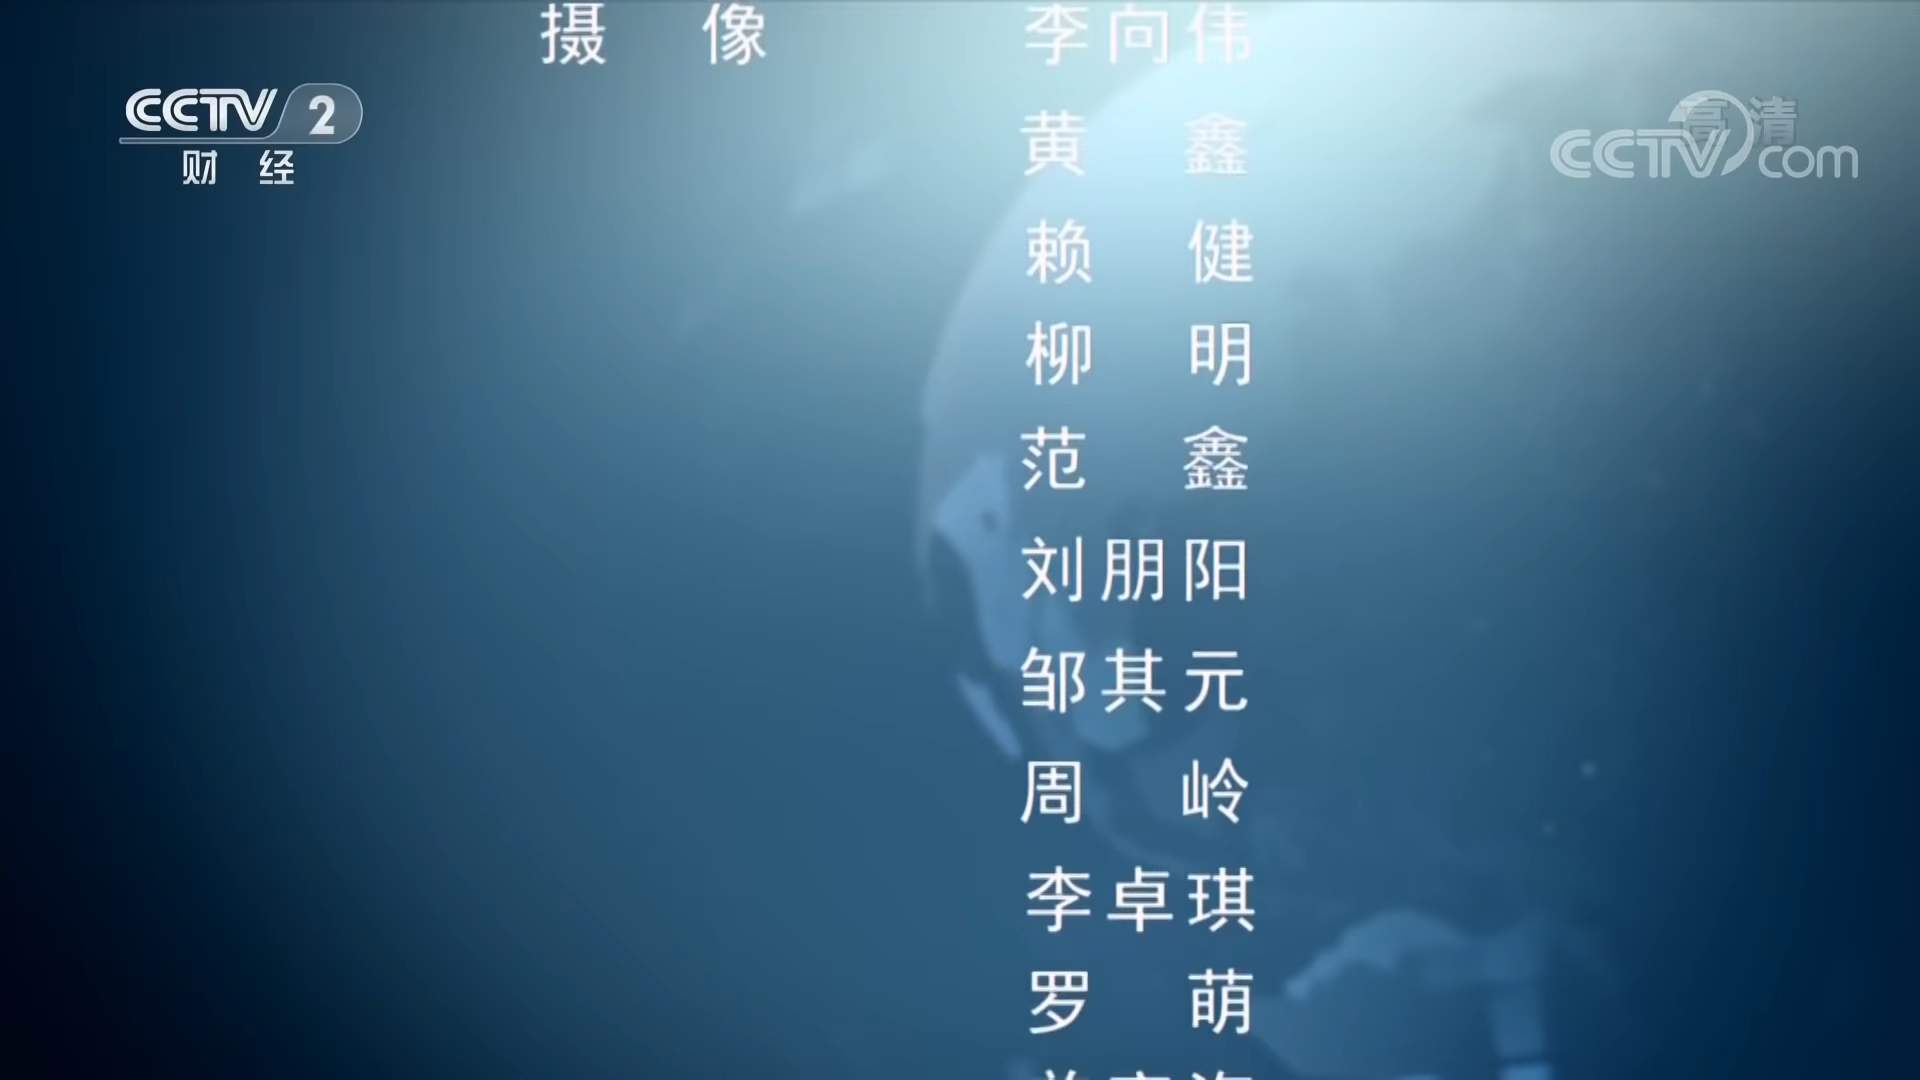 摄 像 李向伟
CCTV 2
财 经
高清
CCTV.com
黄 鑫
赖 健
柳 明
范 鑫
刘朋阳
邹其元
周 岭
李卓琪
罗 萌